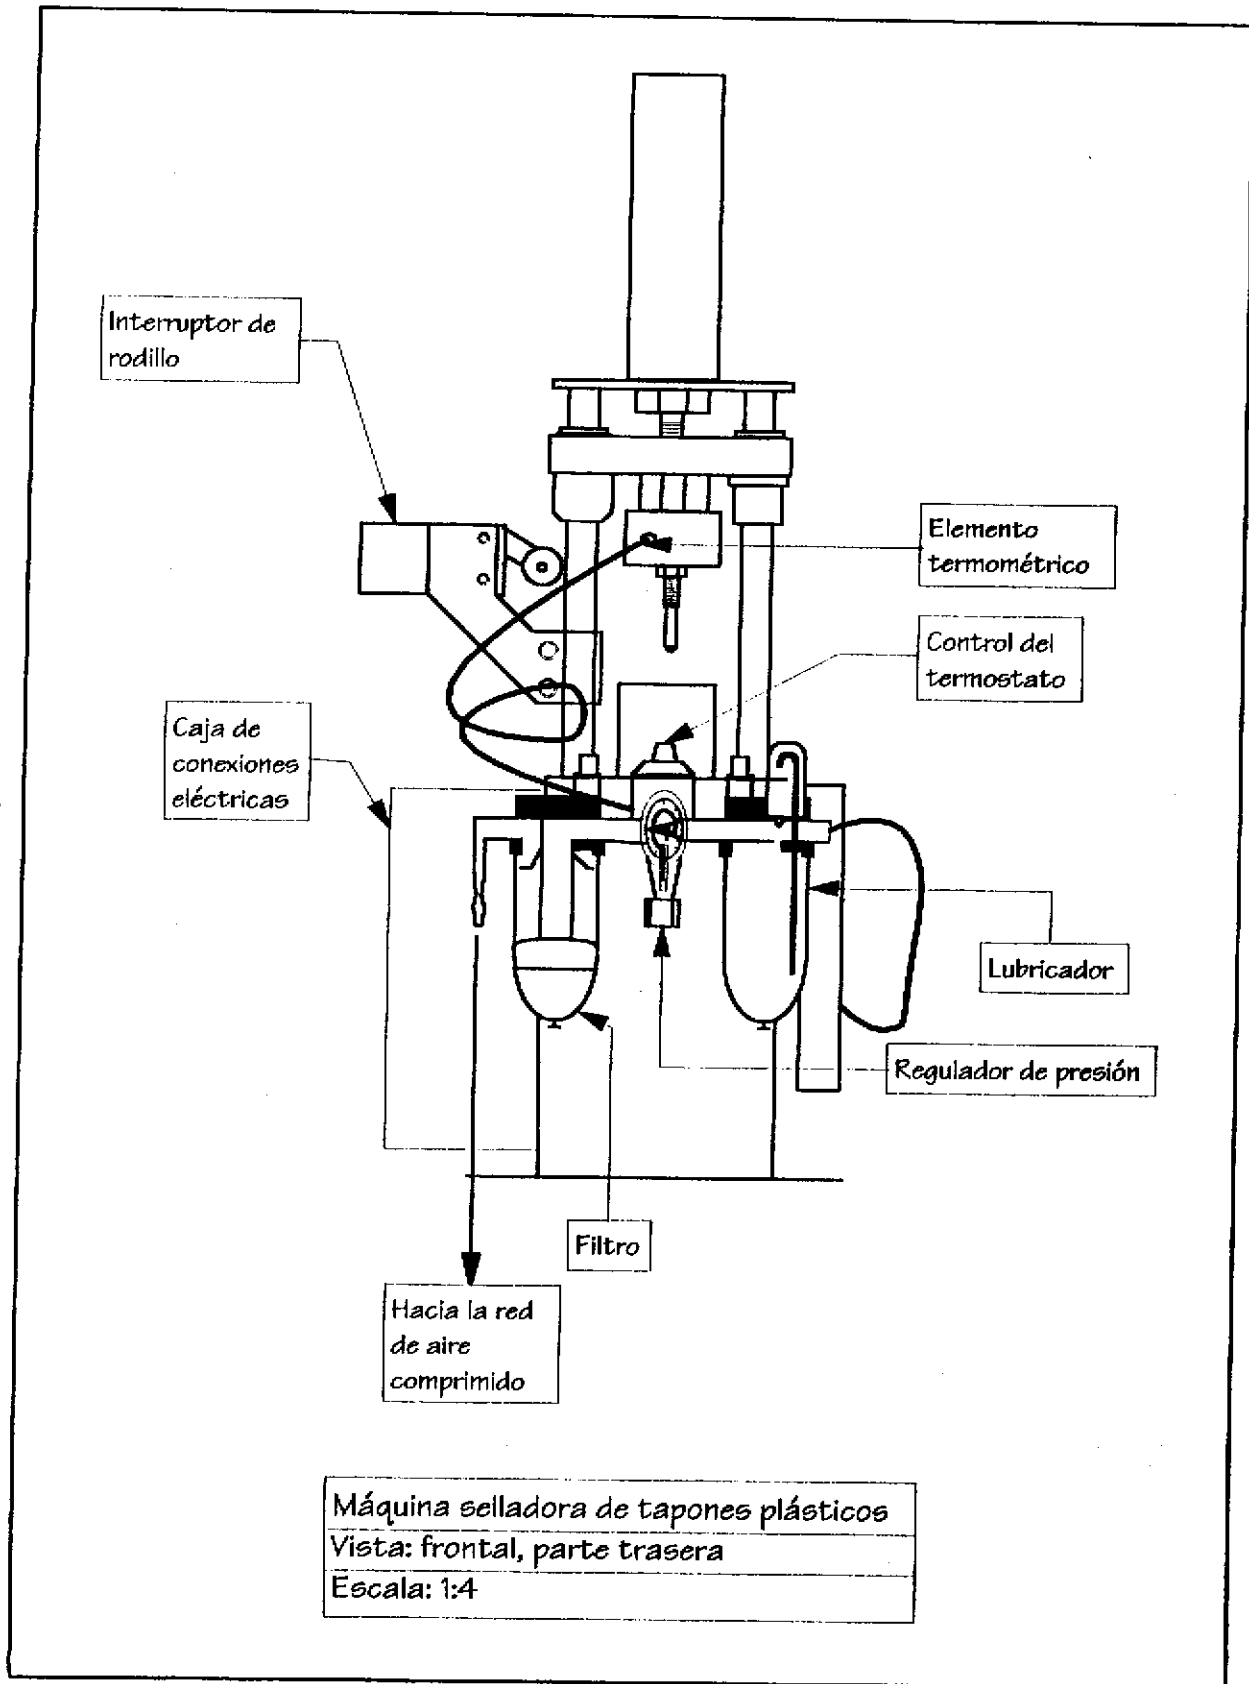 Interruptor de
rodillo
Elemento
termométrico
Control del
termostato
Caja de
conexiones
eléctricas
Lubricador
Regulador de presión
Filtro
Hacia la red
de aire
comprimido
Máquina selladora de tapones plásticos
Vista: frontal, parte trasera
Escala: 1:4